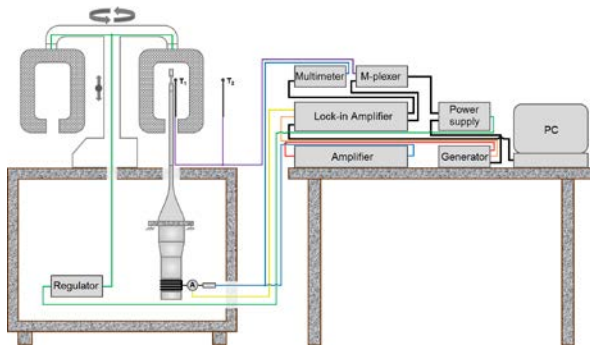 T₁
T₂
Multimeter
M-plexer
Lock-in Amplifier
Power
supply
PC
Amplifier
Generator
Regulator
A